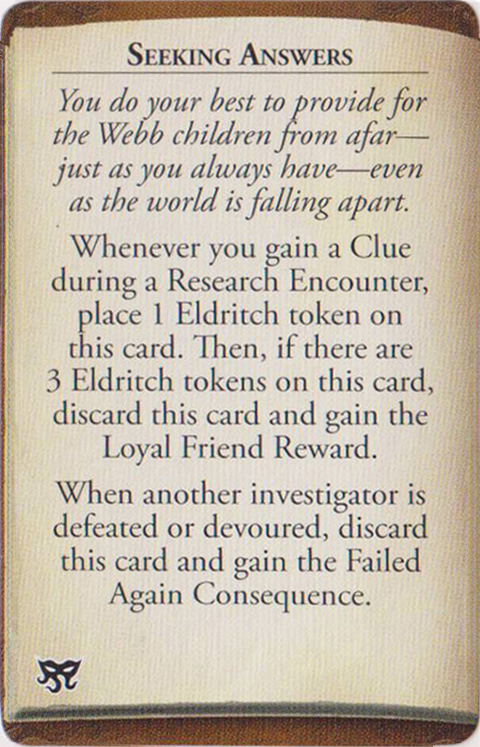 SEEKING ANSWERS
You do your best to provide for
the Webb children from afar—
just as you always have—even
as the world is falling apart.
Whenever you gain a Clue
during a Research Encounter,
place 1 Eldritch token on
this card. Then, if there are
3 Eldritch tokens on this card,
discard this card and gain the
Loyal Friend Reward.
When another investigator is
defeated or devoured, discard
this card and gain the Failed
Again Consequence.